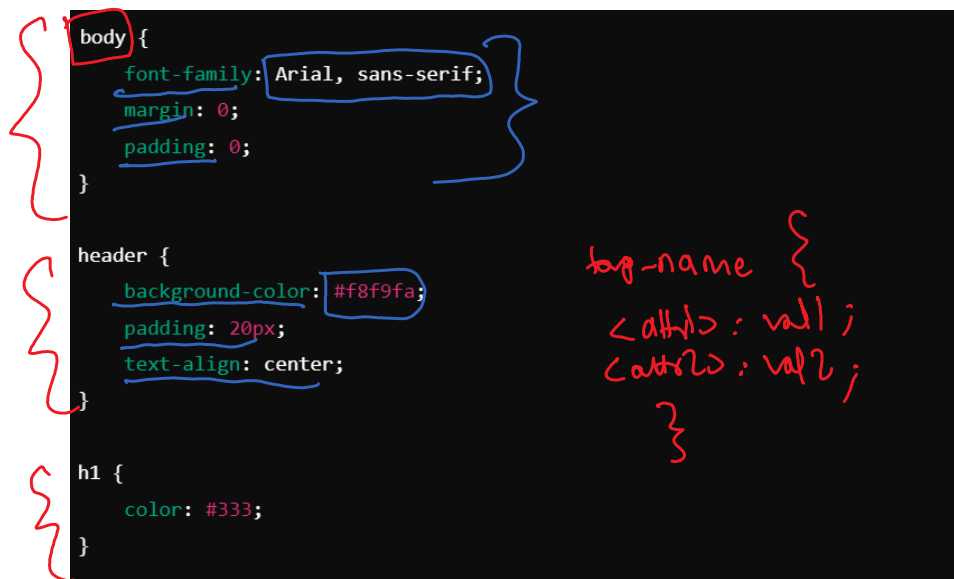 body {
font-family: Arial, sans-serif;
margin: 0;
padding: 0;
}
header {
background-color: #f8f9fa;
padding: 20px;
text-align: center;
}
h1 {
color: #333;
}
tag-name {
<attr1>: val1;
<attr2>: val2;
}